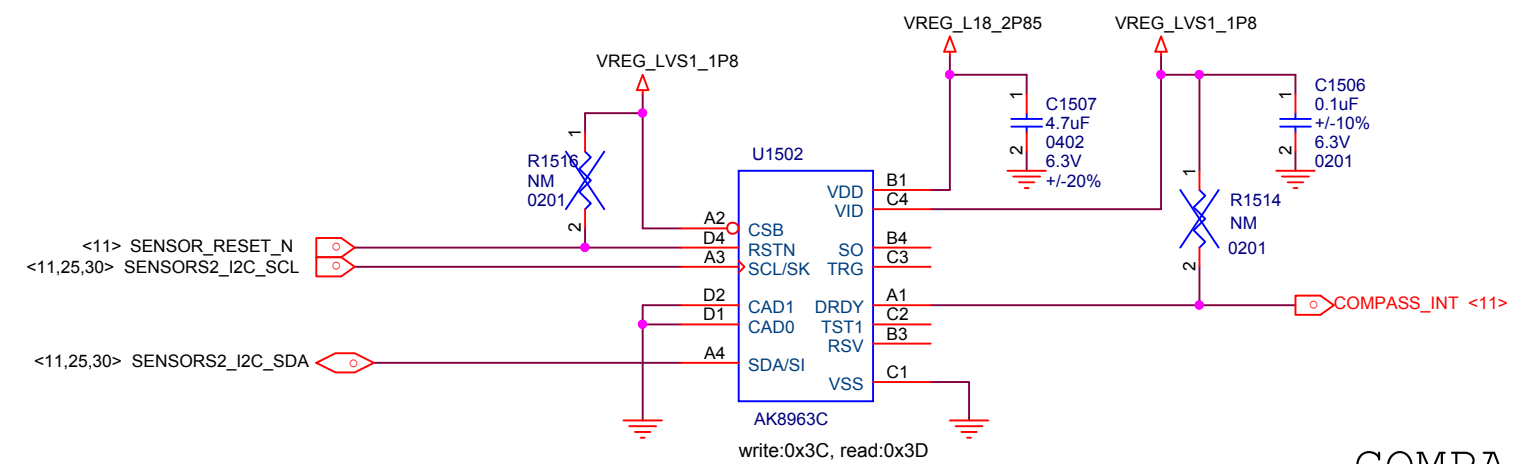 VREG_L18_2P85
VREG_LVS1_1P8
VREG_LVS1_1P8
1
C1507
4.7uF
0402
6.3V
+/-20%
2
1
C1506
0.1uF
+/-10%
6.3V
0201
2
1
R1516
NM
0201
2
U1502
1
R1514
NM
0201
2
A2
CSB
D4
RSTN
A3
SCL/SK
D2
CAD1
D1
CAD0
A4
SDA/SI
VDD
B1
VID
C4
SO
B4
TRG
C3
DRDY
A1
TST1
C2
RSV
B3
VSS
C1
<11> SENSOR_RESET_N
<11,25,30> SENSORS2_I2C_SCL
<11,25,30> SENSORS2_I2C_SDA
COMPASS_INT <11>
AK8963C
write:0x3C, read:0x3D